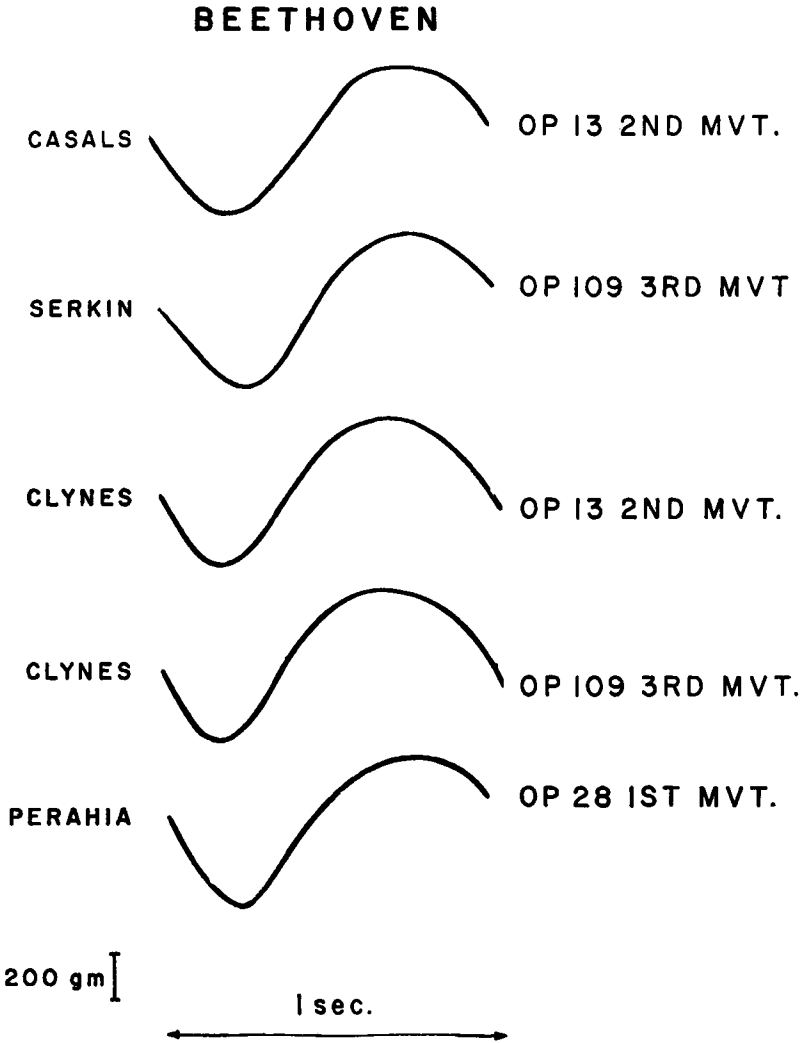 BEETHOVEN
CASALS OP 13 2ND MVT.
SERKIN OP 109 3RD MVT
CLYNES OP 13 2ND MVT.
CLYNES OP 109 3RD MVT.
PERAHIA OP 28 1ST MVT.
200 gm
1 sec.